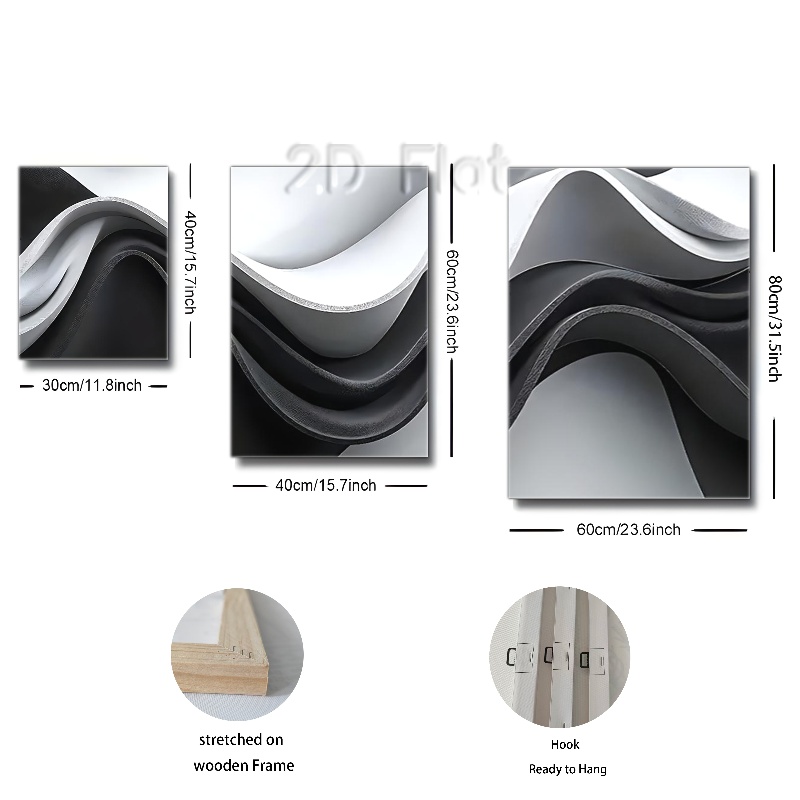 2D Flat
40cm/15.7inch
60cm/23.6inch
80cm/31.5inch
30cm/11.8inch
40cm/15.7inch
60cm/23.6inch
stretched on
wooden Frame
Hook
Ready to Hang